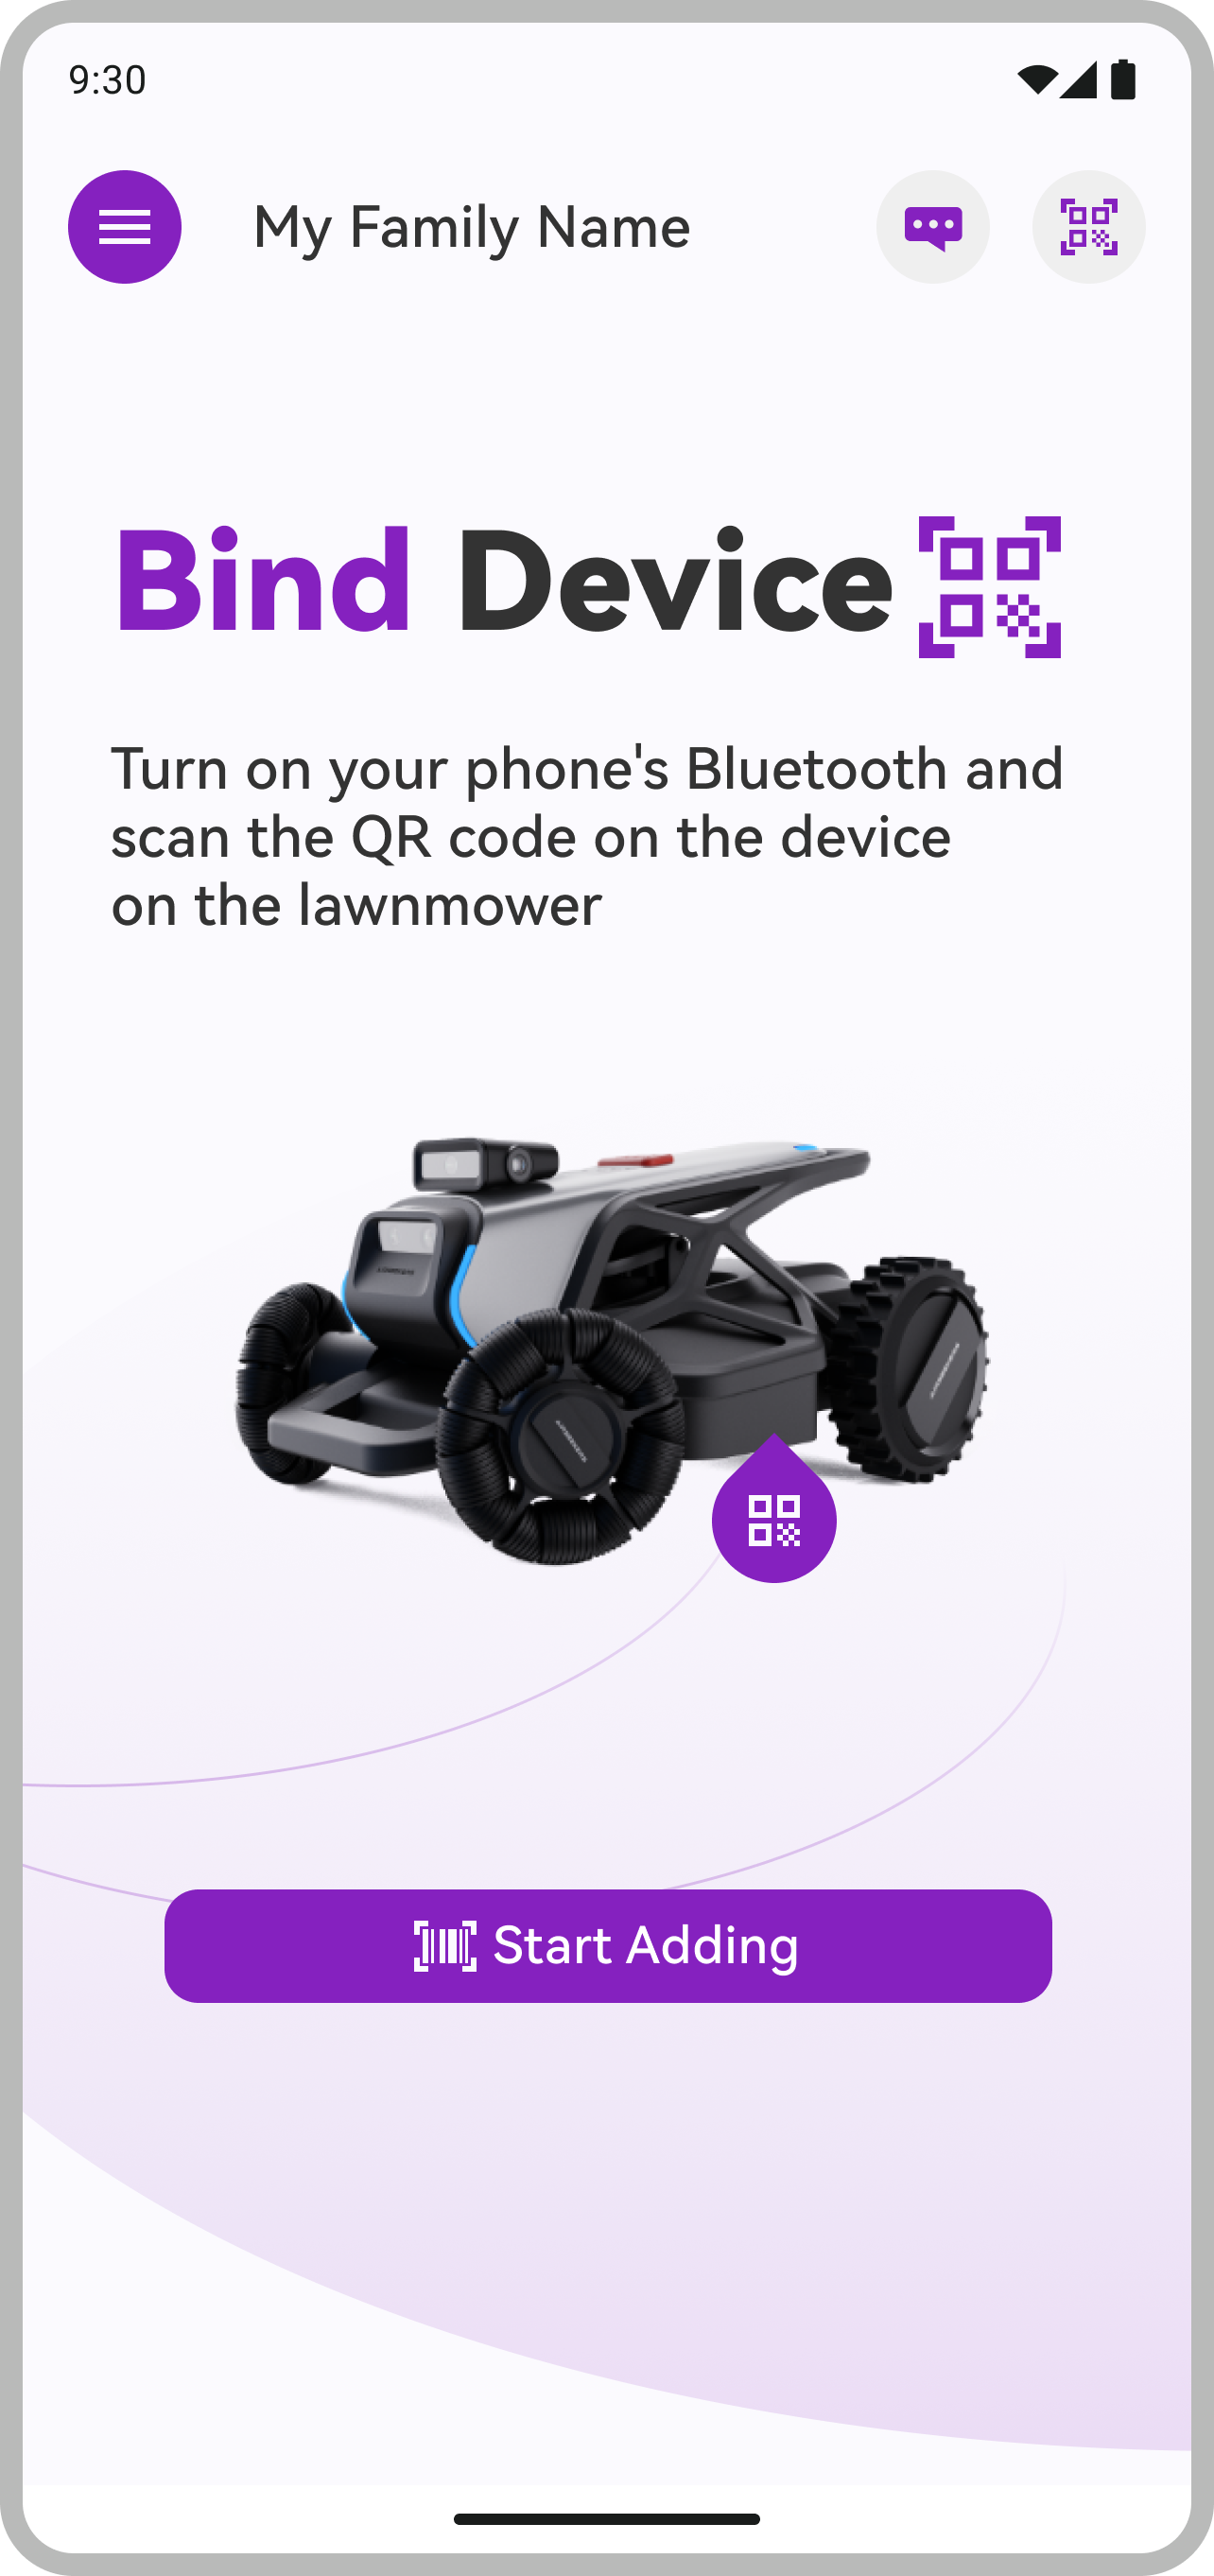 9:30
My Family Name
Bind Device
Turn on your phone's Bluetooth and
scan the QR code on the device
on the lawnmower
Start Adding